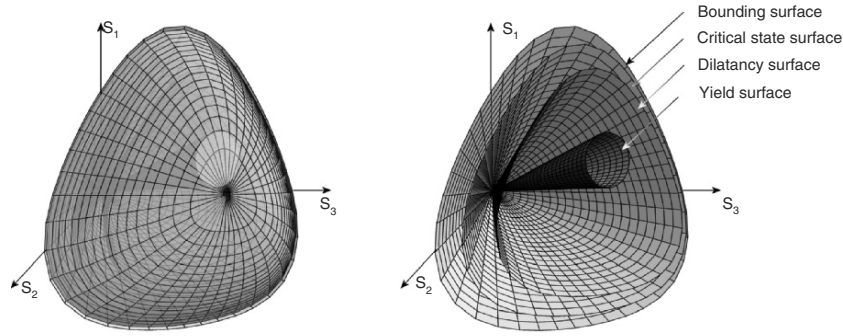 S1
S3
S2
S1
Bounding surface
Critical state surface
Dilatancy surface
Yield surface
S3
S2